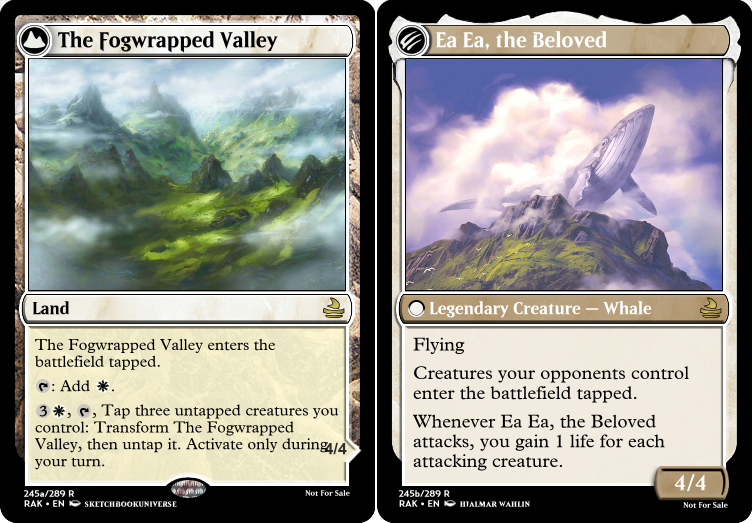 The Fogwrapped Valley
Land
The Fogwrapped Valley enters the
battlefield tapped.
: Add .
3 , , Tap three untapped creatures you
control: Transform The Fogwrapped
Valley, then untap it. Activate only during
your turn.
4/4
245a/289 R
RAK • EN SKETCHBOOKUNIVERSE
Not For Sale
Ea Ea, the Beloved
Legendary Creature — Whale
Flying
Creatures your opponents control
enter the battlefield tapped.
Whenever Ea Ea, the Beloved
attacks, you gain 1 life for each
attacking creature.
4/4
245b/289 R
RAK • EN HJALMAR WAHLIN
Not For Sale